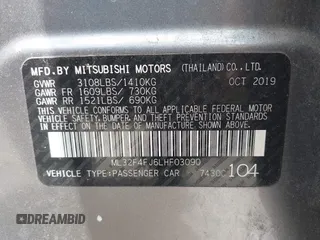 MFD.BY MITSUBISHI MOTORS (THAILAND)CO.,LTD.
GVWR 3108LBS/1410KG OCT 2019
GAWR FR 1609LBS/ 730KG
GAWR RR 1521LBS/ 690KG
THIS VEHICLE CONFORMS TO ALL APPLICABLE FEDERAL MOTOR VEHICLE SAFETY, BUMPER, AND THEFT PREVENTION STANDARDS IN EFFECT ON THE DATE OF MANUFACTURE SHOWN ABOVE.
ML32F4FJ6LHF03090
VEHICLE TYPE:PASSENGER CAR 7430C104
DREAMBID